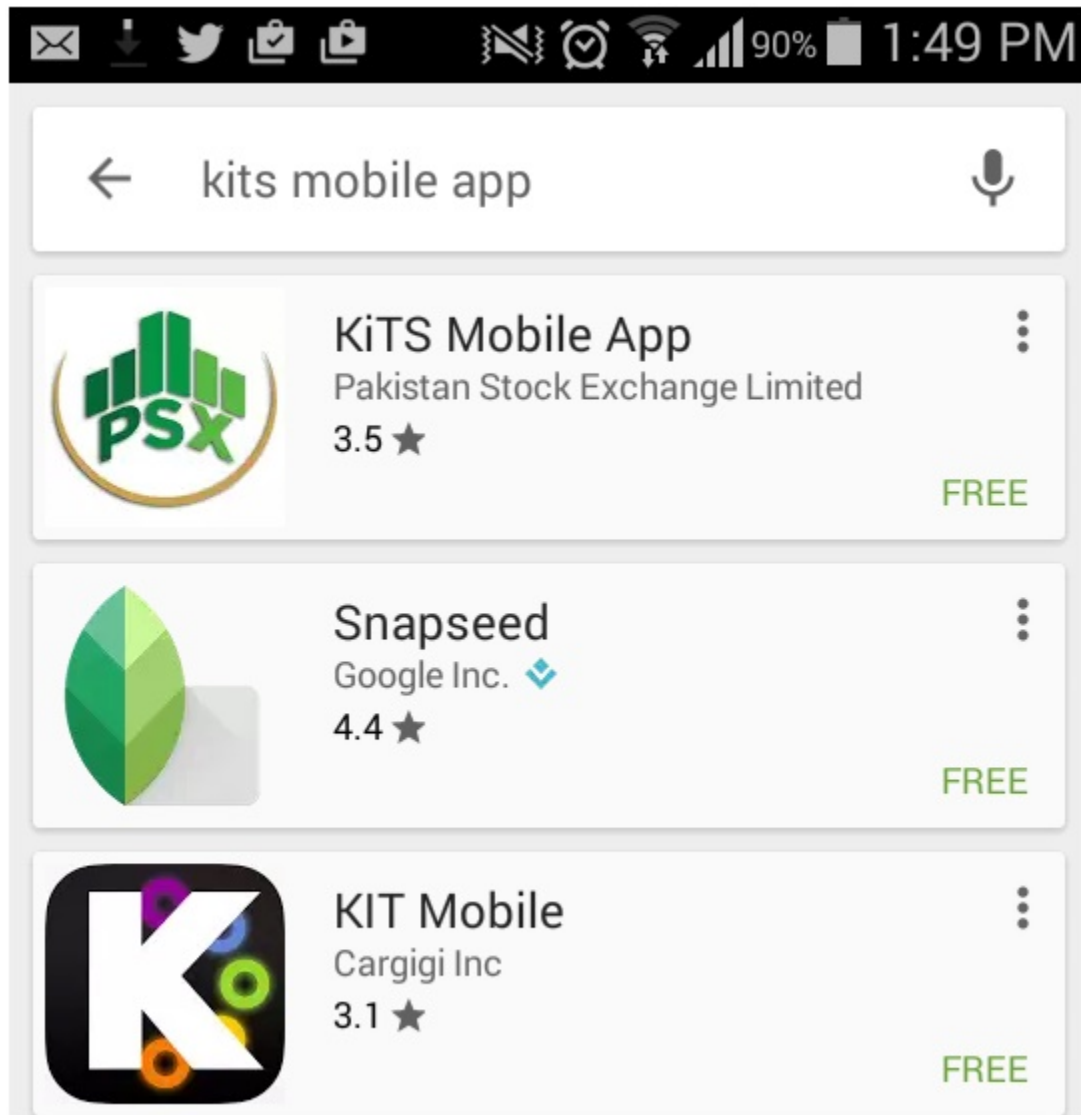 90% 1:49 PM
kits mobile app
PSX
KiTS Mobile App
Pakistan Stock Exchange Limited
3.5
FREE
Snapseed
Google Inc.
4.4
FREE
K
KIT Mobile
Cargigi Inc
3.1
FREE